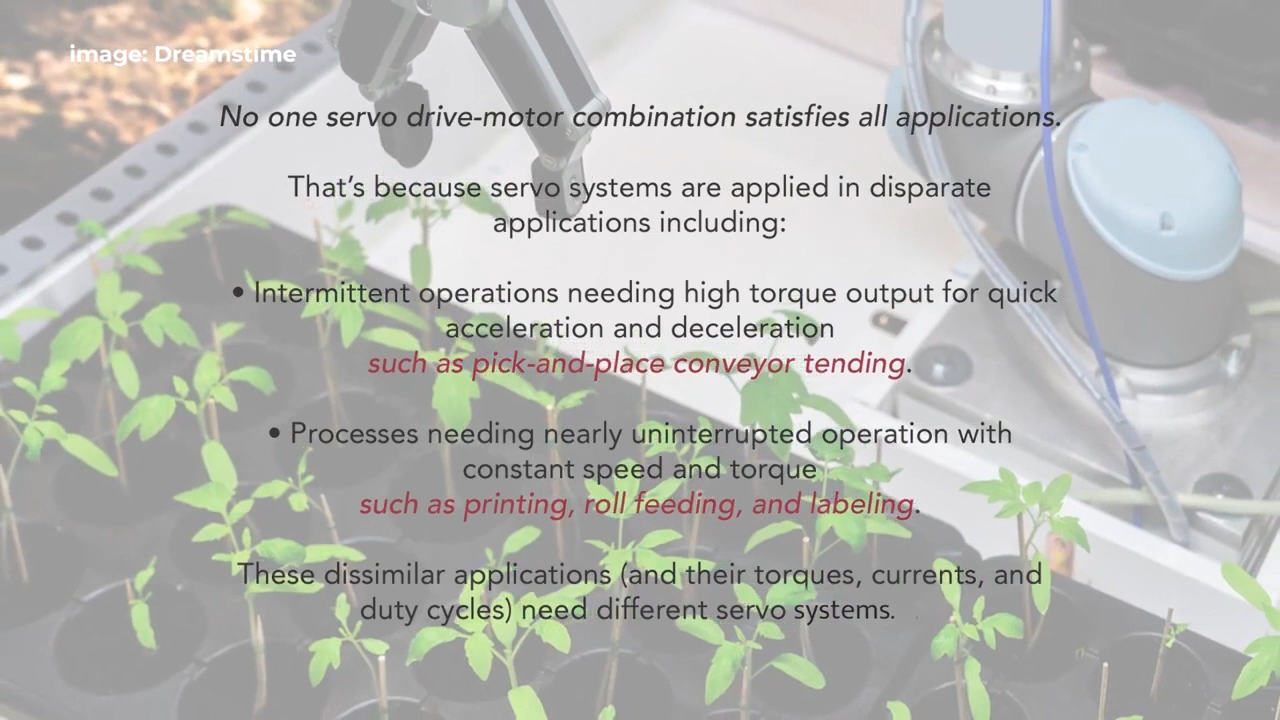 image: Dreamstime
No one servo drive-motor combination satisfies all applications.
That’s because servo systems are applied in disparate
applications including:
• Intermittent operations needing high torque output for quick
acceleration and deceleration
such as pick-and-place conveyor tending.
• Processes needing nearly uninterrupted operation with
constant speed and torque
such as printing, roll feeding, and labeling.
These dissimilar applications (and their torques, currents, and
duty cycles) need different servo systems.